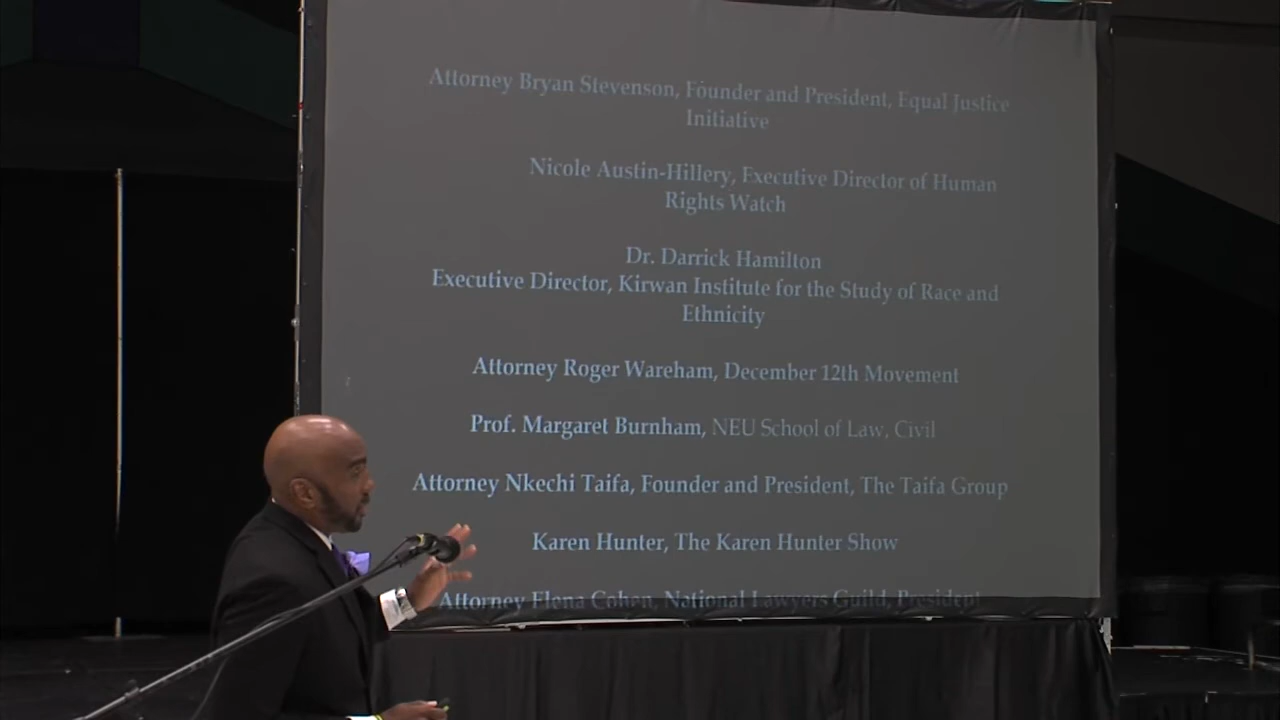 Attorney Bryan Stevenson, Founder and President, Equal Justice
Initiative
Nicole Austin-Hillery, Executive Director of Human
Rights Watch
Dr. Darrick Hamilton
Executive Director, Kirwan Institute for the Study of Race and
Ethnicity
Attorney Roger Wareham, December 12th Movement
Prof. Margaret Burnham, NEU School of Law, Civil
Attorney Nkechi Taifa, Founder and President, The Taifa Group
Karen Hunter, The Karen Hunter Show
Attorney Elena Cohen, National Lawyers Guild, President